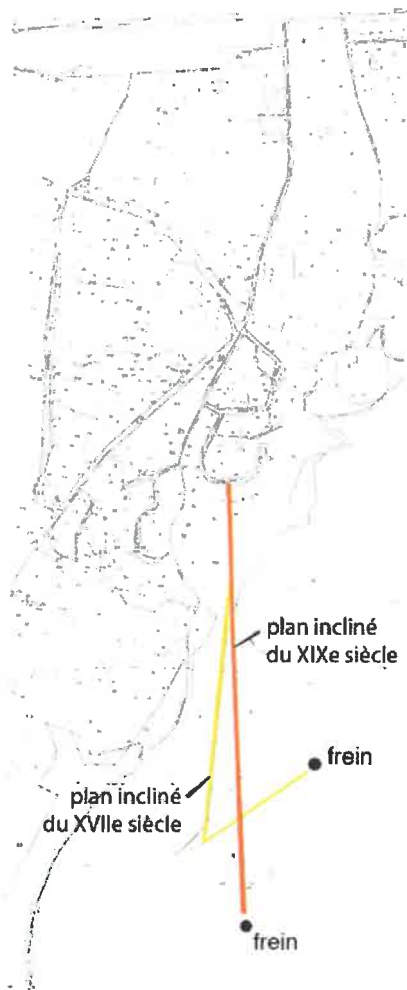 plan incliné
du XIXe siècle
frein
plan incliné
du XVIIe siècle
frein